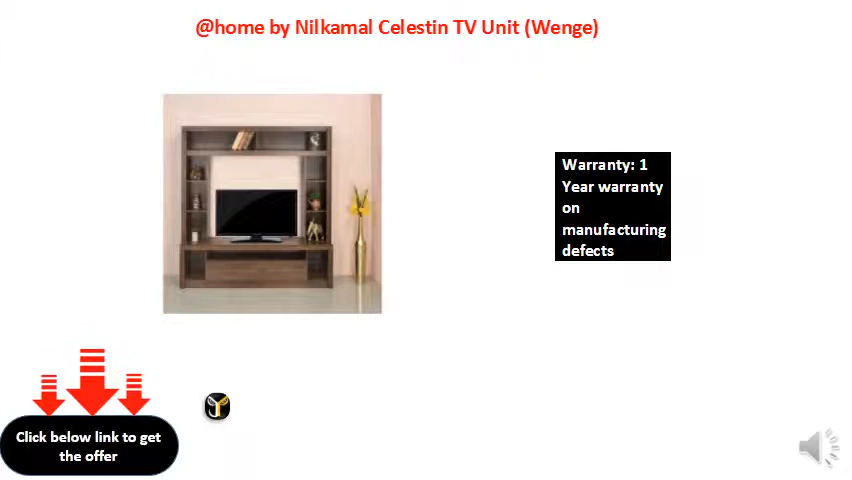 @home by Nilkamal Celestin TV Unit (Wenge)
Warranty: 1
Year warranty
on
manufacturing
defects
Click below link to get
the offer